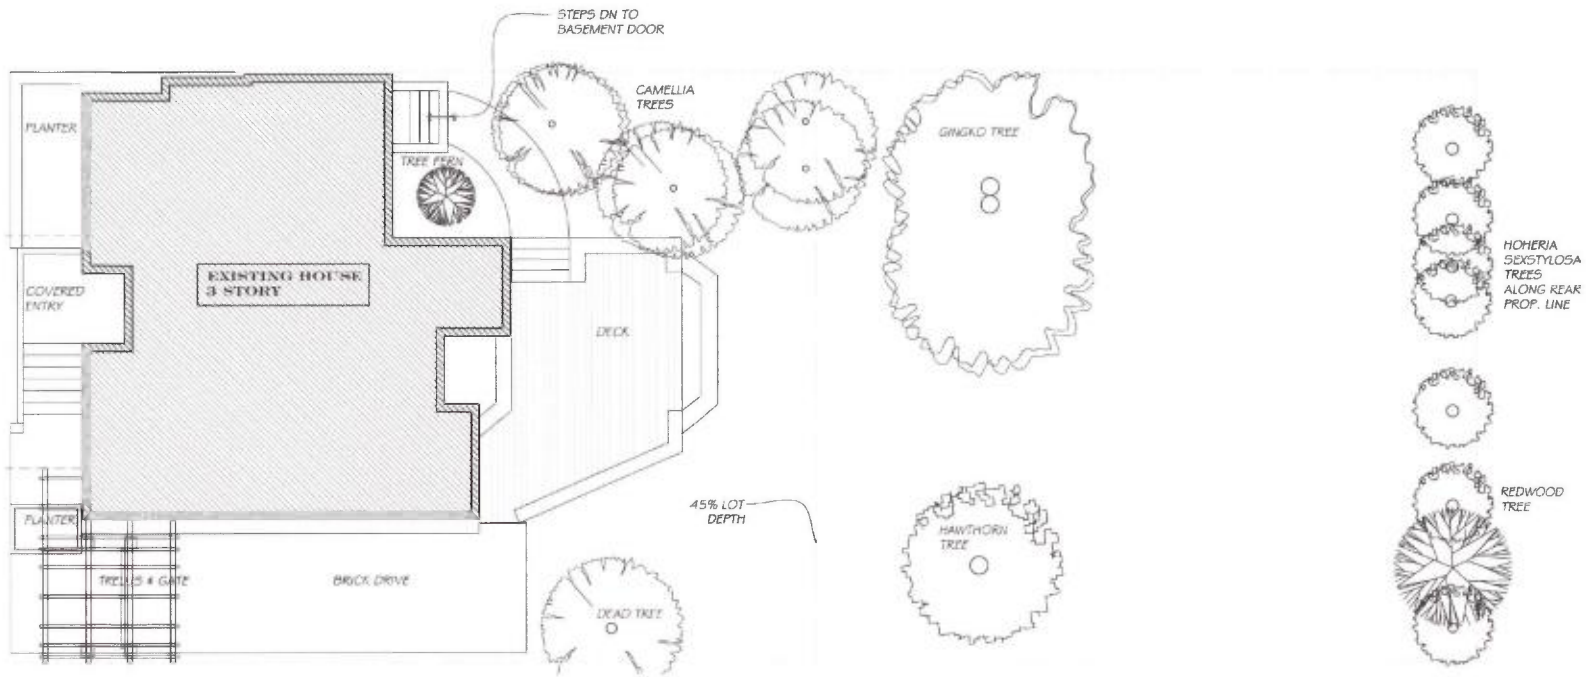 STEPS DN TO
BASEMENT DOOR
CAMELLIA
TREES
PLANTER
GINGKO TREE
TREE FERN
EXISTING HOUSE
3 STORY
COVERED
ENTRY
DECK
HOHERIA
SEXSTYLOSA
TREES
ALONG REAR
PROP. LINE
45% LOT
DEPTH
REDWOOD
TREE
PLANTER
HAWTHORN
TREE
TRELLIS & GATE
BRICK DRIVE
DEAD TREE